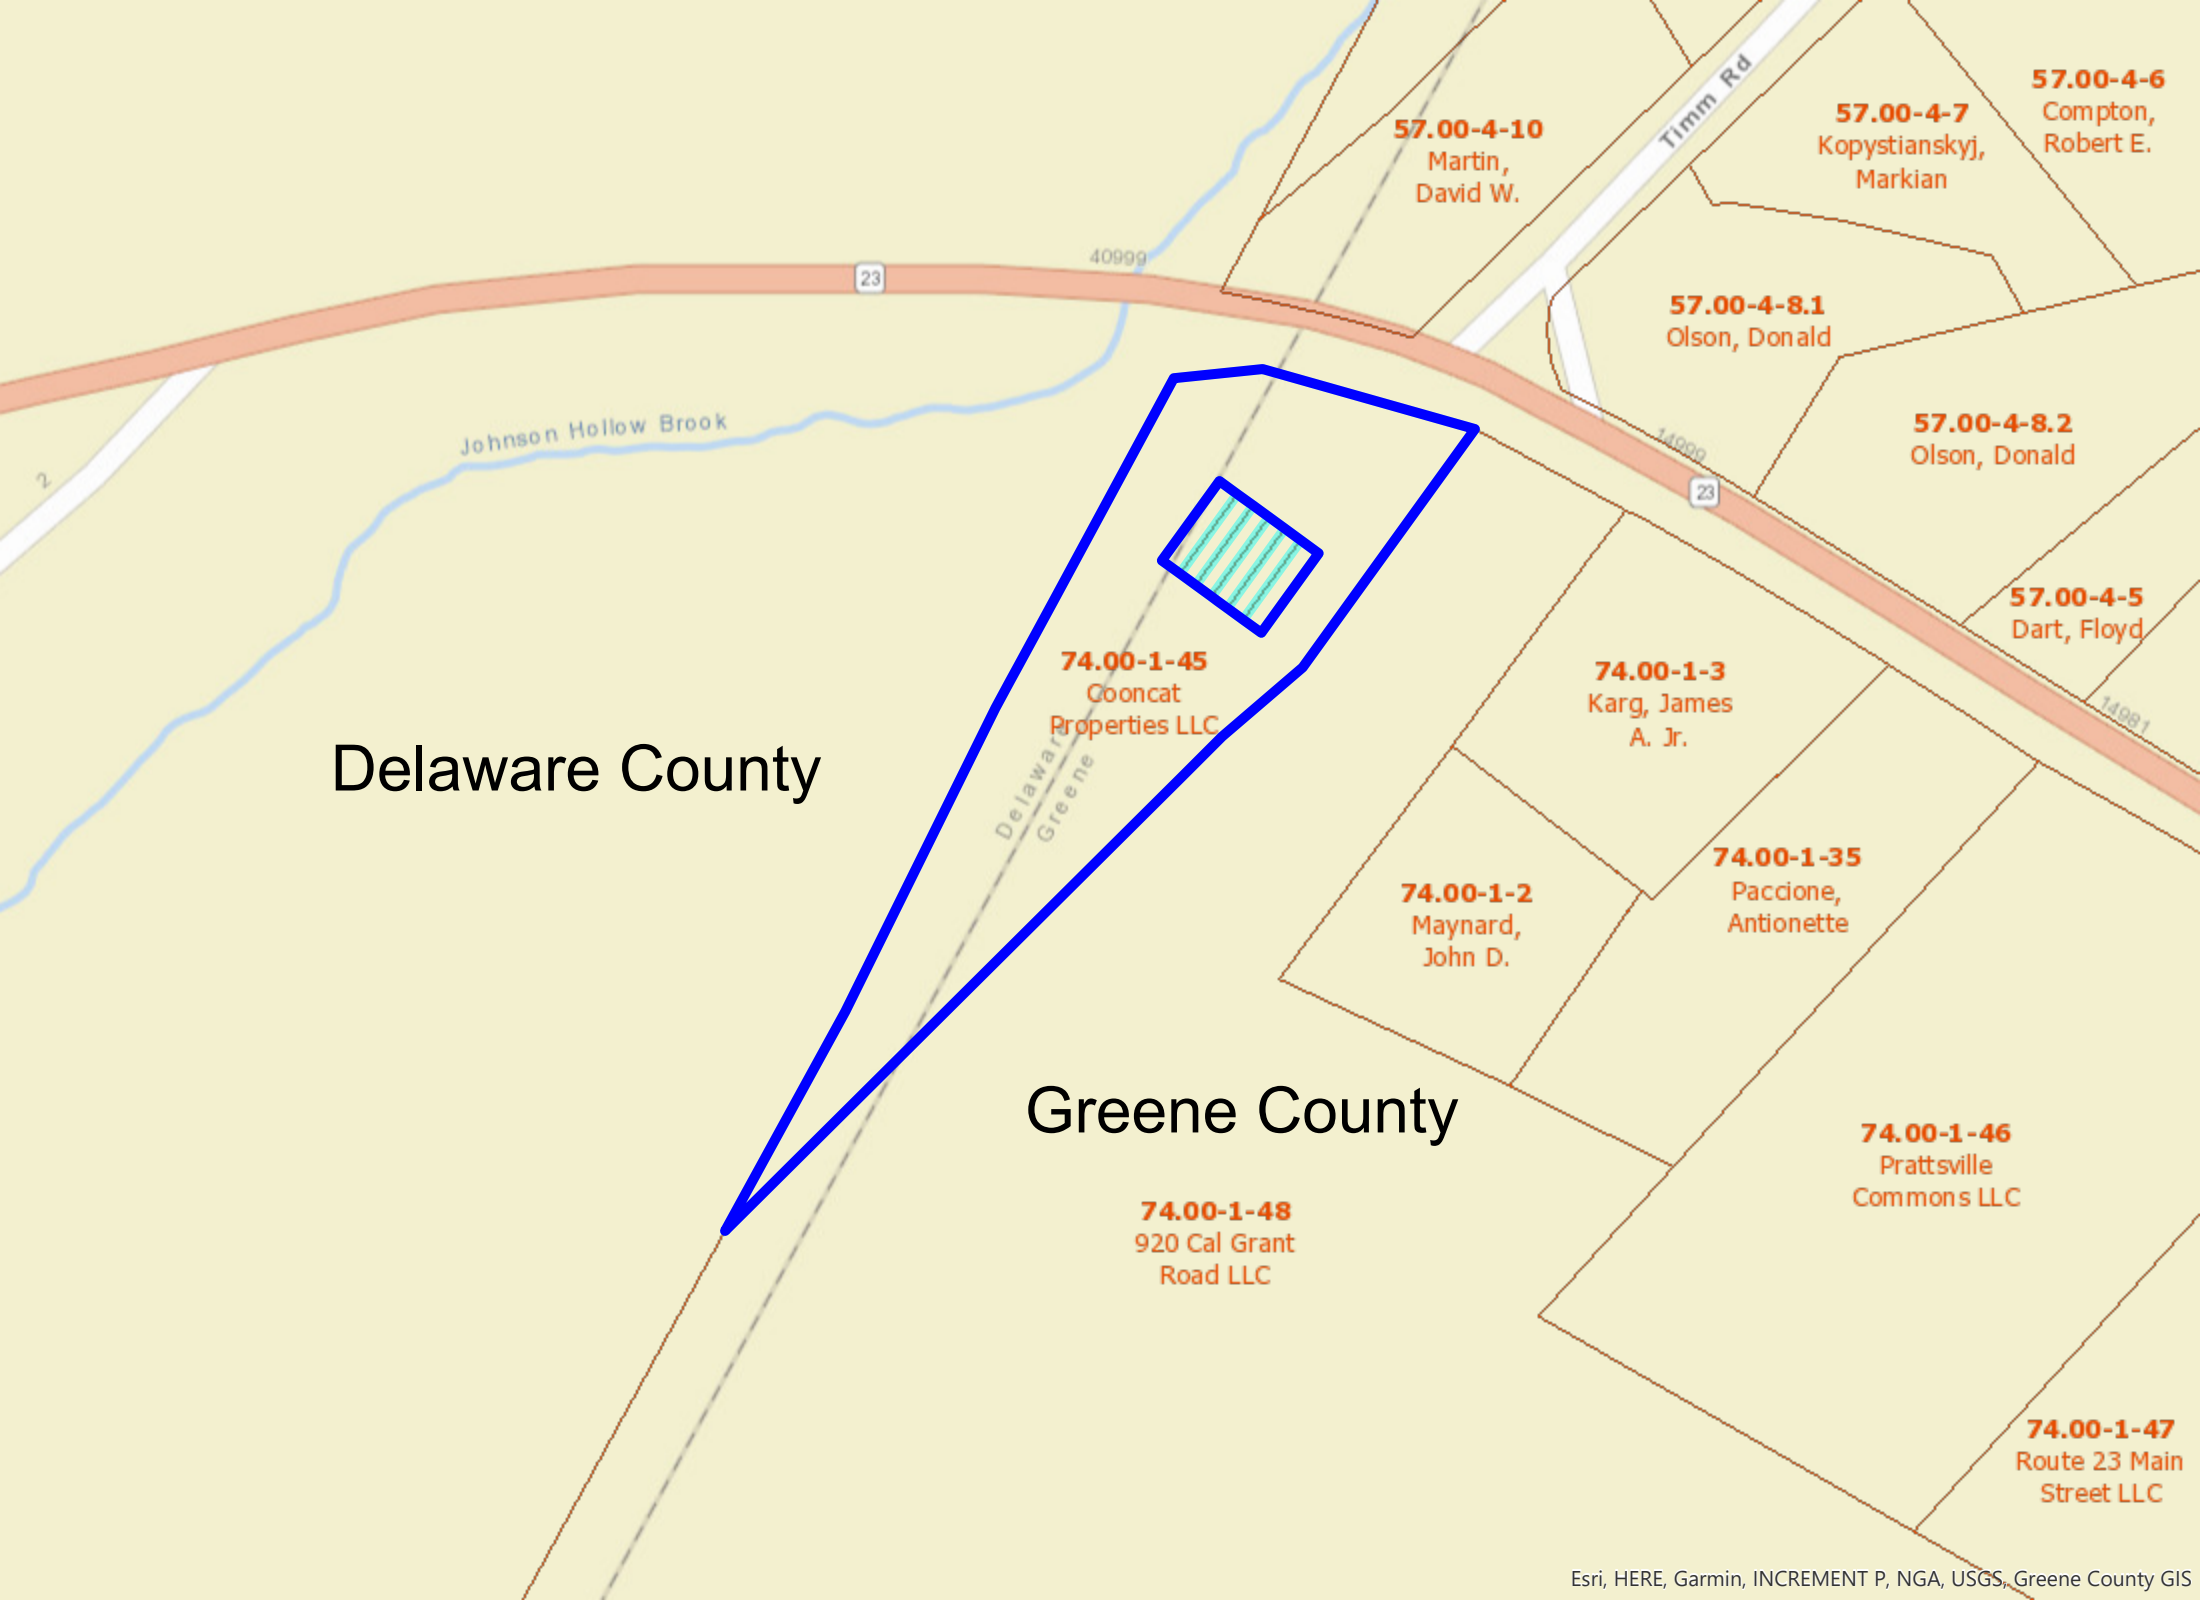 57.00-4-6
Compton,
Robert E.
57.00-4-7
Kopystianskyj,
Markian
Timm Rd
57.00-4-10
Martin,
David W.
40999
23
57.00-4-8.1
Olson, Donald
57.00-4-8.2
Olson, Donald
14999
23
Johnson Hollow Brook
2
57.00-4-5
Dart, Floyd
74.00-1-45
Cooncat
Properties LLC
74.00-1-3
Karg, James
A. Jr.
14981
Delaware
Greene
Delaware County
74.00-1-35
Paccione,
Antionette
74.00-1-2
Maynard,
John D.
Greene County
74.00-1-46
Prattsville
Commons LLC
74.00-1-48
920 Cal Grant
Road LLC
74.00-1-47
Route 23 Main
Street LLC
Esri, HERE, Garmin, INCREMENT P, NGA, USGS, Greene County GIS